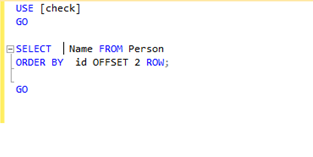 USE [check]
GO
SELECT Name FROM Person
ORDER BY id OFFSET 2 ROW;
GO